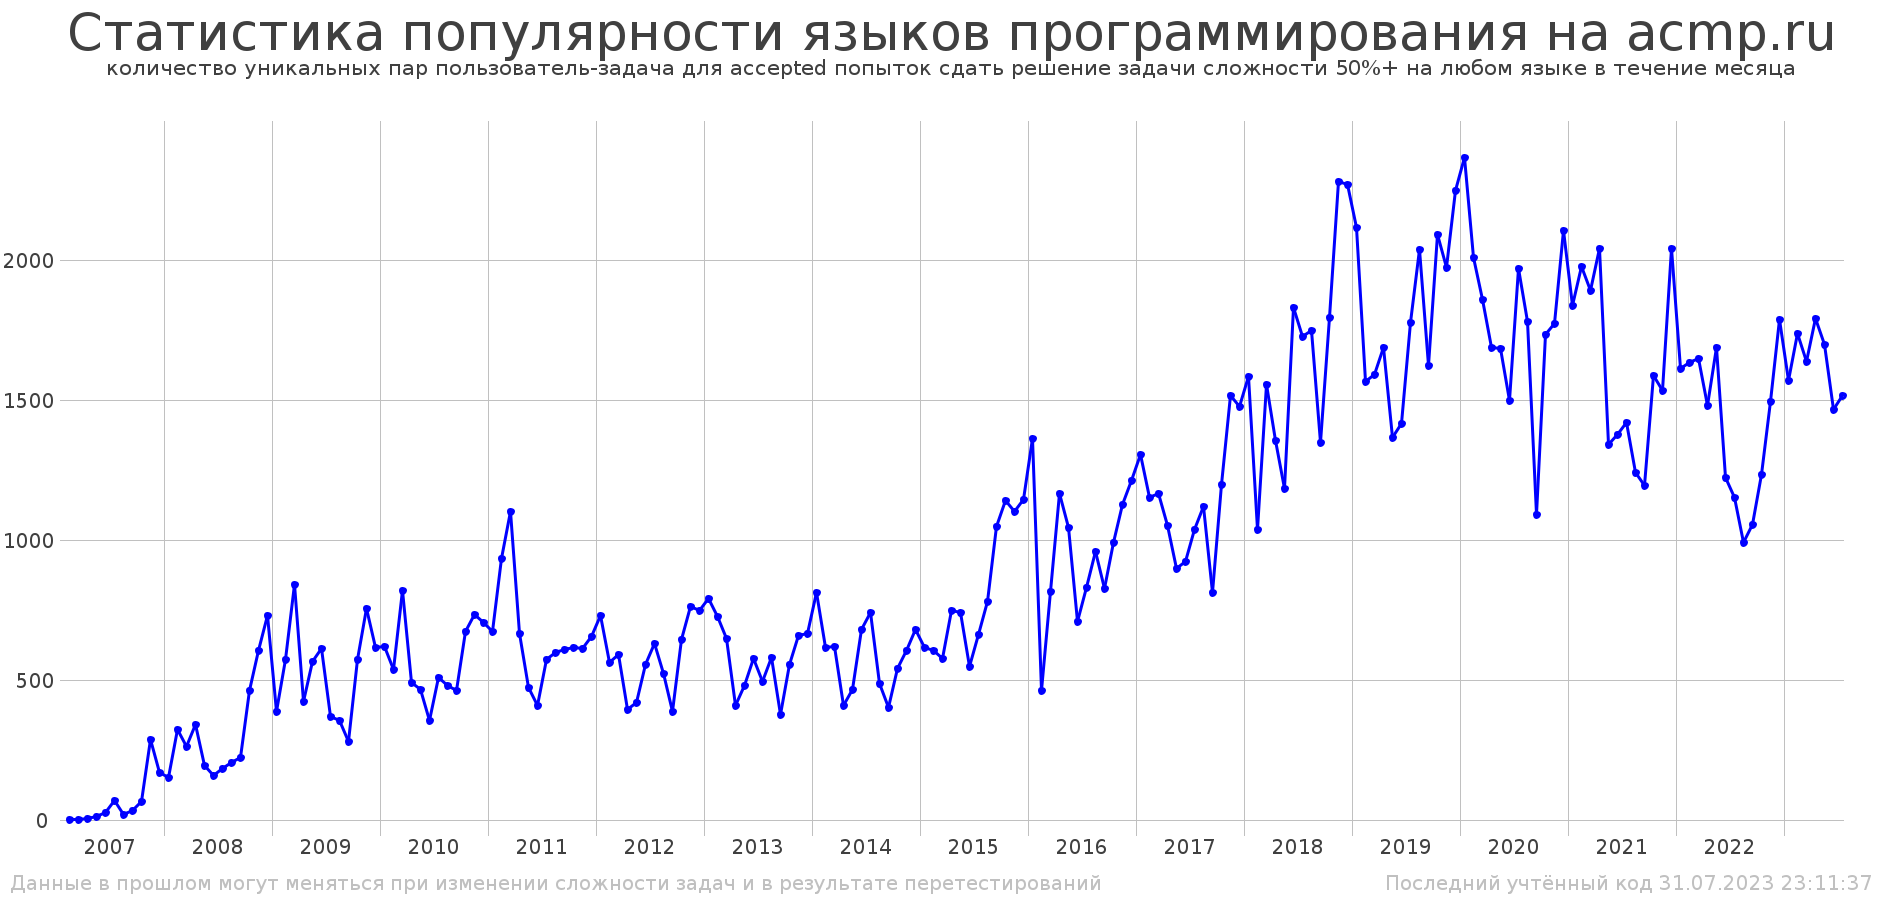 Статистика популярности языков программирования на acmp.ru
количество уникальных пар пользователь-задача для accepted попыток сдать решение задачи сложности 50%+ на любом языке в течение месяца
2000
1500
1000
500
0
2007 2008 2009 2010 2011 2012 2013 2014 2015 2016 2017 2018 2019 2020 2021 2022
Данные в прошлом могут меняться при изменении сложности задач и в результате перетестирований Последний учтённый код 31.07.2023 23:11:37